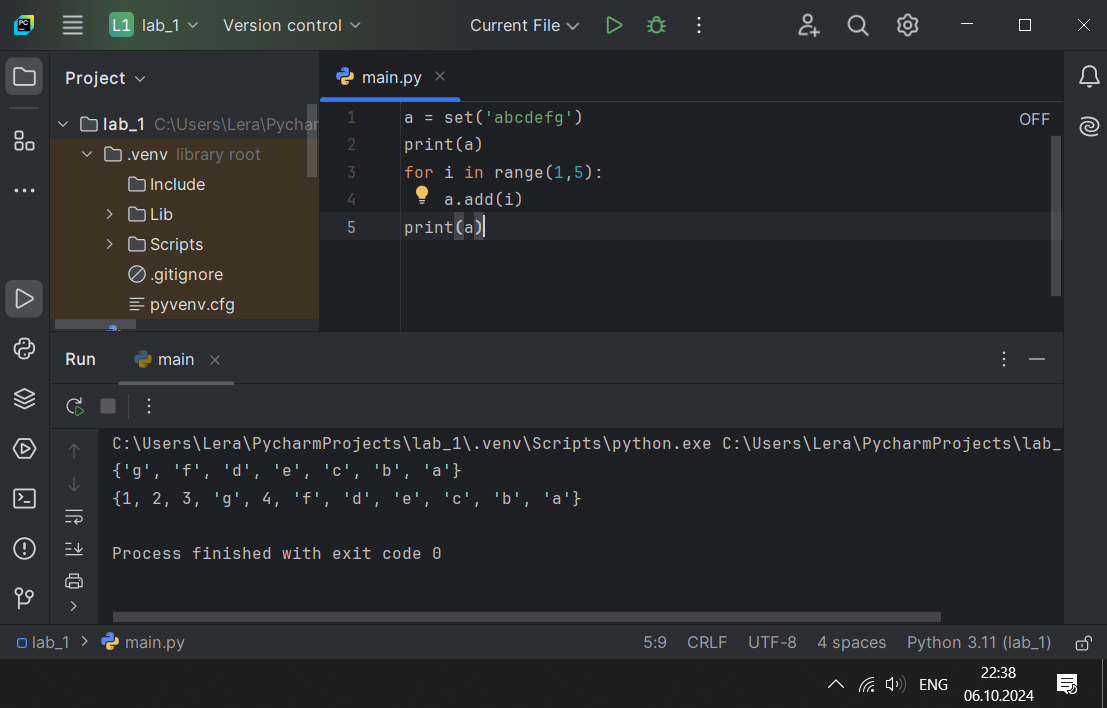 PC L1 lab_1 Version control Current File
Project
main.py
lab_1 C:\Users\Lera\Pychar
.venv library root
Include
Lib
Scripts
.gitignore
pyvenv.cfg
OFF
1 a = set('abcdefg')
2 print(a)
3 for i in range(1,5):
4 a.add(i)
5 print(a)
Run main
C:\Users\Lera\PycharmProjects\lab_1\.venv\Scripts\python.exe C:\Users\Lera\PycharmProjects\lab_
{'g', 'f', 'd', 'e', 'c', 'b', 'a'}
{1, 2, 3, 'g', 4, 'f', 'd', 'e', 'c', 'b', 'a'}
Process finished with exit code 0
lab_1 main.py 5:9 CRLF UTF-8 4 spaces Python 3.11 (lab_1)
ENG
22:38
06.10.2024